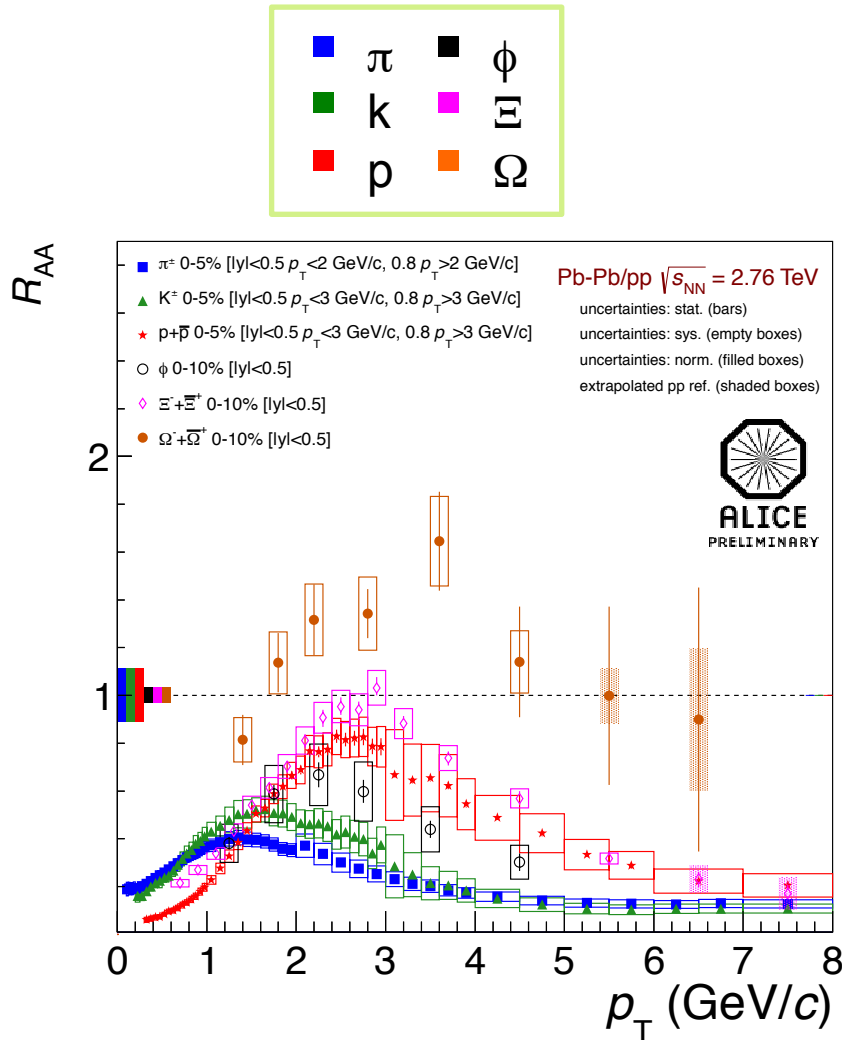 π φ
k Ξ
p Ω
R_AA
π± 0-5% [|y|<0.5 p_T<2 GeV/c, 0.8 p_T>2 GeV/c]
K± 0-5% [|y|<0.5 p_T<3 GeV/c, 0.8 p_T>3 GeV/c]
p+p̅ 0-5% [|y|<0.5 p_T<3 GeV/c, 0.8 p_T>3 GeV/c]
ϕ 0-10% [|y|<0.5]
Ξ⁻+Ξ̅⁺ 0-10% [|y|<0.5]
Ω⁻+Ω̅⁺ 0-10% [|y|<0.5]
Pb-Pb/pp √s_NN = 2.76 TeV
uncertainties: stat. (bars)
uncertainties: sys. (empty boxes)
uncertainties: norm. (filled boxes)
extrapolated pp ref. (shaded boxes)
ALICE
PRELIMINARY
2
1
0 1 2 3 4 5 6 7 8
p_T (GeV/c)